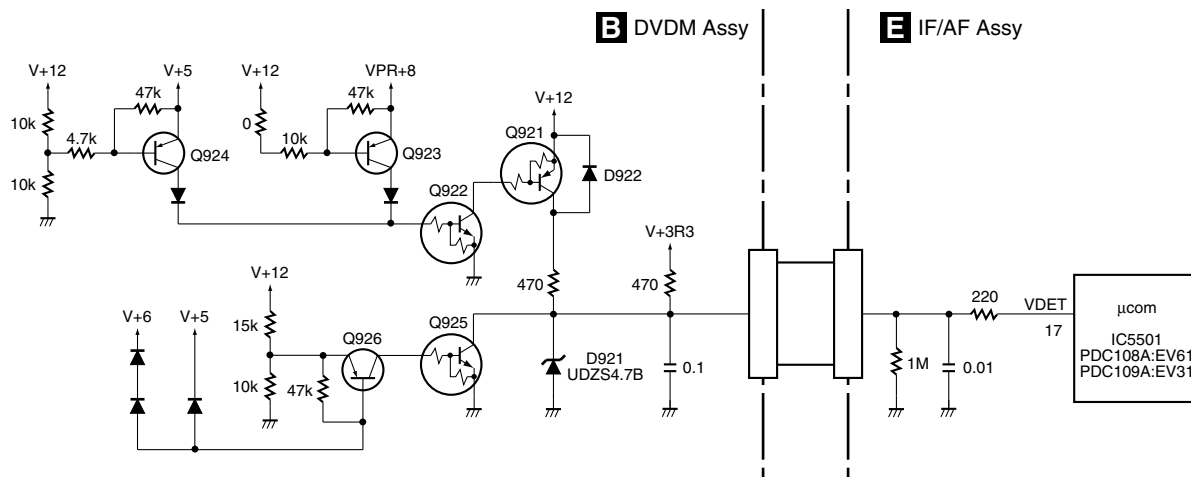 B DVDM Assy
E IF/AF Assy
V+12
V+5
V+12
VPR+8
V+12
47k
47k
10k
4.7k
0
10k
Q921
Q924
Q923
10k
Q922
D922
V+3R3
V+12
470
470
220
VDET
17
μcom
IC5501
PDC108A:EV61
PDC109A:EV31
V+6
V+5
15k
Q926
Q925
10k
47k
D921
UDZS4.7B
0.1
1M
0.01